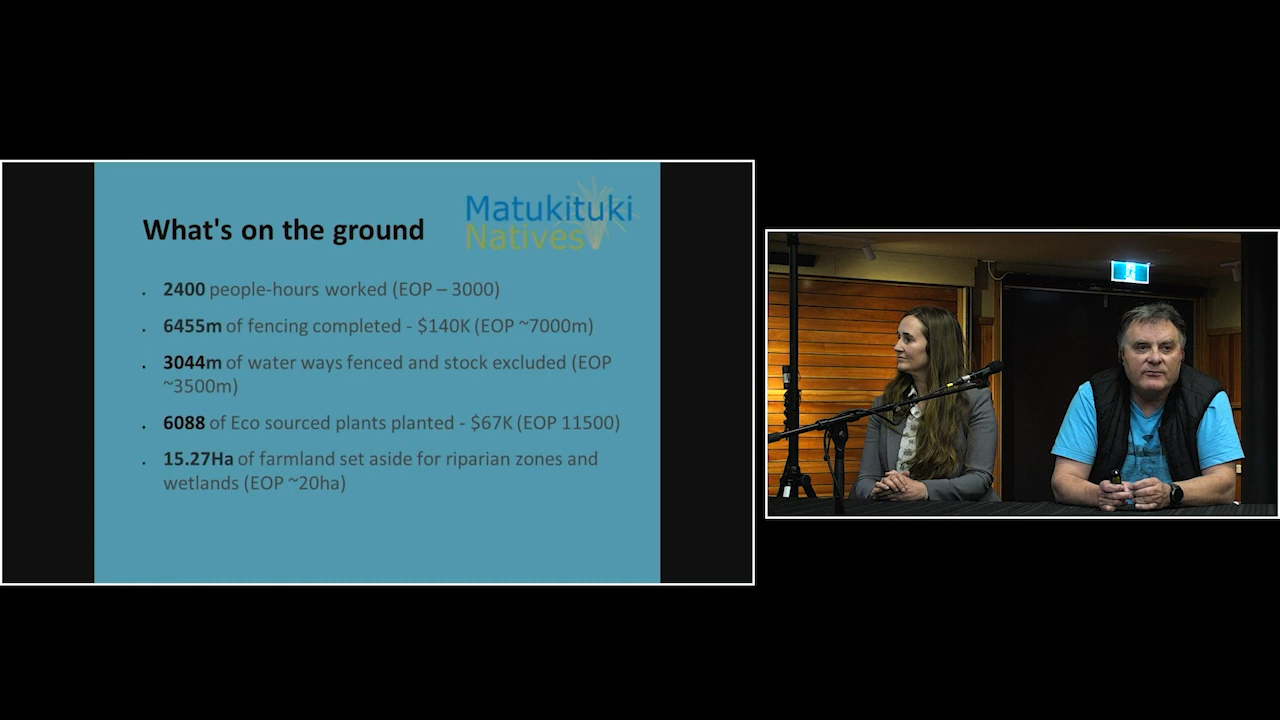 Matukituki
Natives
What's on the ground
2400 people-hours worked (EOP – 3000)
6455m of fencing completed - $140K (EOP ~7000m)
3044m of water ways fenced and stock excluded (EOP
~3500m)
6088 of Eco sourced plants planted - $67K (EOP 11500)
15.27Ha of farmland set aside for riparian zones and
wetlands (EOP ~20ha)